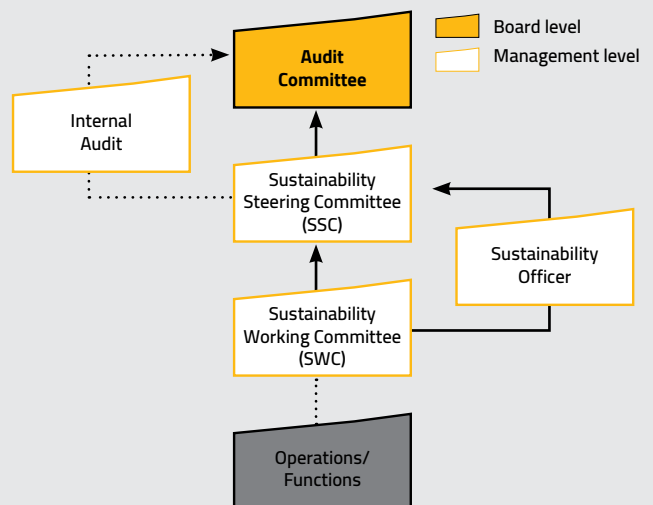 Audit
Committee
Board level
Management level
Internal
Audit
Sustainability
Steering Committee
(SSC)
Sustainability
Officer
Sustainability
Working Committee
(SWC)
Operations/
Functions